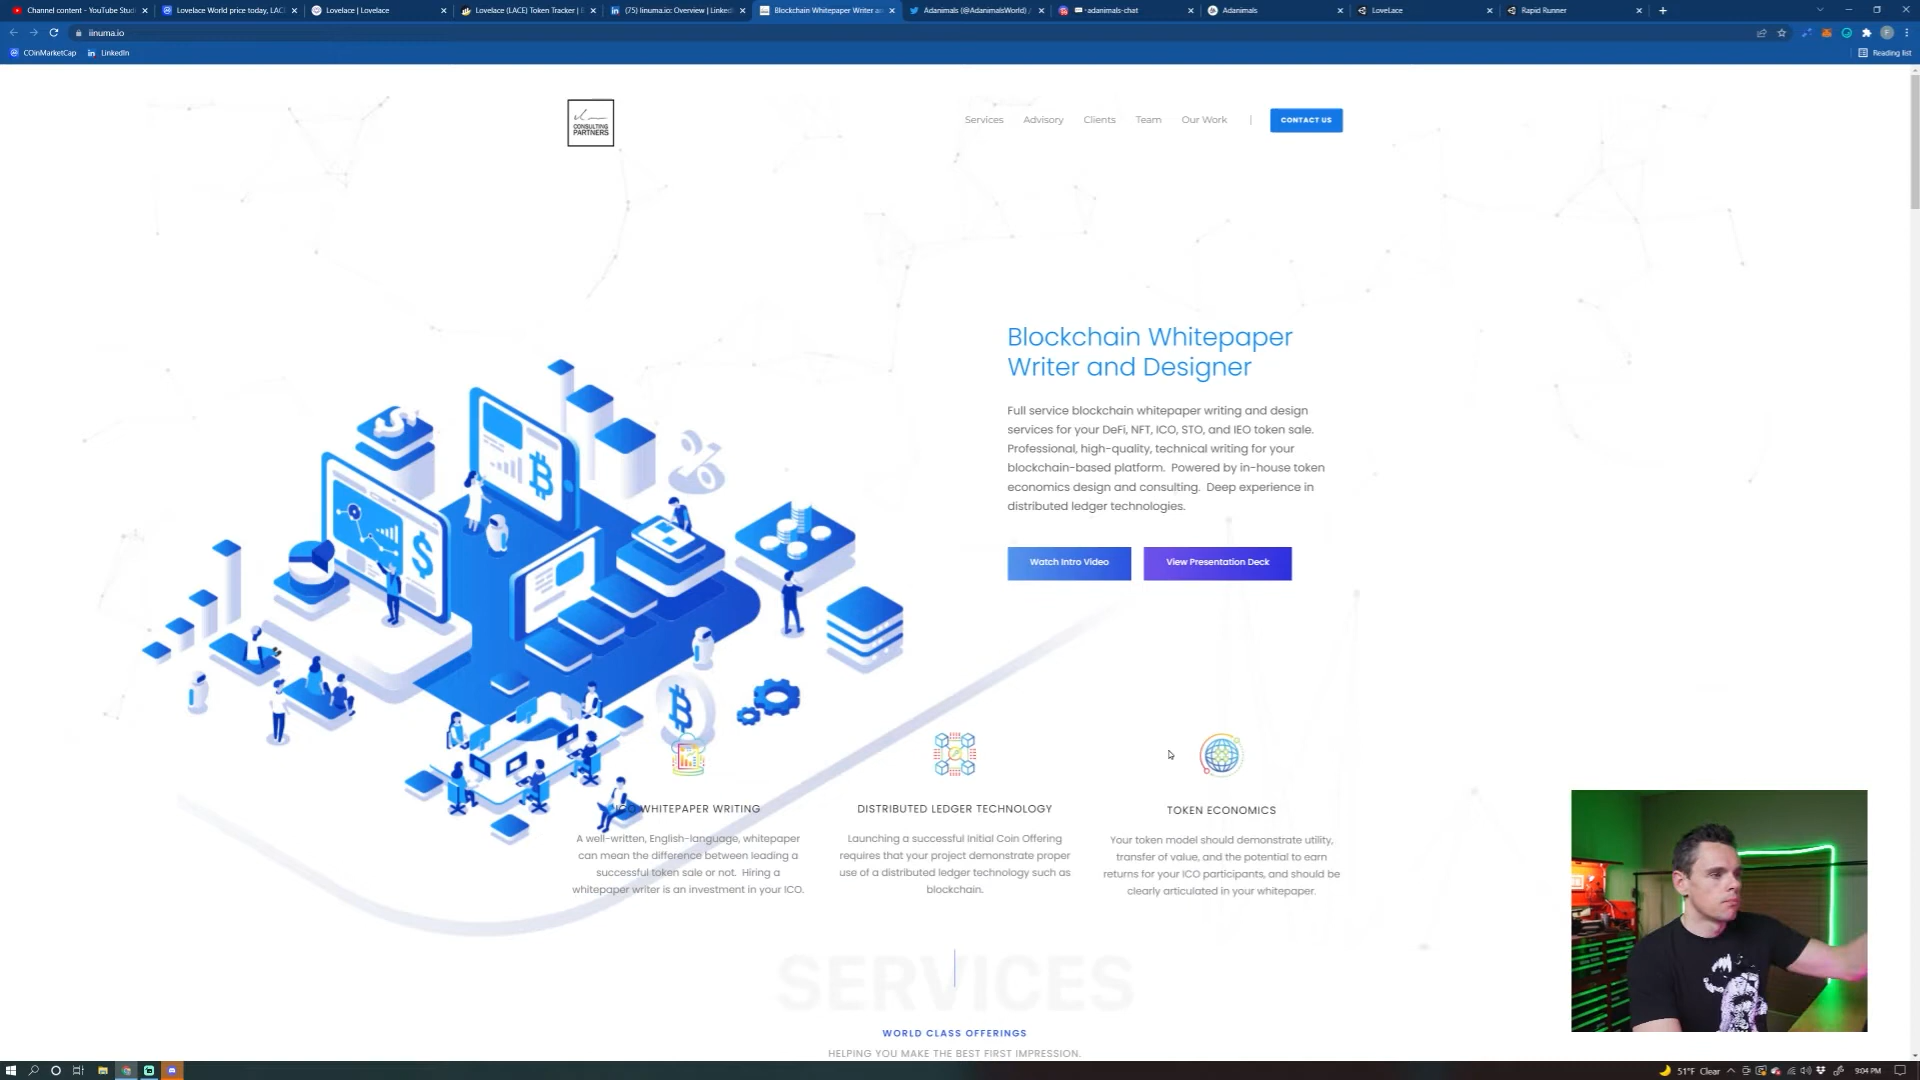 Channel content - YouTube Studi
Lovelace World price today, LAC
Lovelace | Lovelace
Lovelace (LACE) Token Tracker | E
(75) Iinuma.io: Overview | Linked
Blockchain Whitepaper Writer an
Adanimals (@AdanimalsWorld) /
-adanimals-chat
Adanimals
LoveLace
Rapid Runner
iinuma.io
COinMarketCap
LinkedIn
Reading list
CONSULTING
PARTNERS
Services
Advisory
Clients
Team
Our Work
|
CONTACT US
Blockchain Whitepaper
Writer and Designer
Full service blockchain whitepaper writing and design
services for your DeFi, NFT, ICO, STO, and IEO token sale.
Professional, high-quality, technical writing for your
blockchain-based platform. Powered by in-house token
economics design and consulting. Deep experience in
distributed ledger technologies.
Watch Intro Video
View Presentation Deck
ICO WHITEPAPER WRITING
A well-written, English-language, whitepaper
can mean the difference between leading a
successful token sale or not. Hiring a
whitepaper writer is an investment in your ICO.
DISTRIBUTED LEDGER TECHNOLOGY
Launching a successful Initial Coin Offering
requires that your project demonstrate proper
use of a distributed ledger technology such as
blockchain.
TOKEN ECONOMICS
Your token model should demonstrate utility,
transfer of value, and the potential to earn
returns for your ICO participants, and should be
clearly articulated in your whitepaper.
SERVICES
WORLD CLASS OFFERINGS
HELPING YOU MAKE THE BEST FIRST IMPRESSION.
51°F Clear
9:04 PM